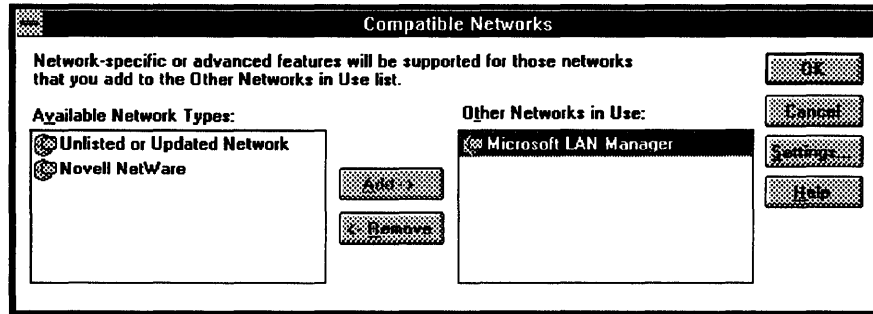 Compatible Networks
Network-specific or advanced features will be supported for those networks
that you add to the Other Networks in Use list.
Available Network Types:
Unlisted or Updated Network
Novell NetWare
Add ->
<- Remove
Other Networks in Use:
Microsoft LAN Manager
OK
Cancel
Settings...
Help